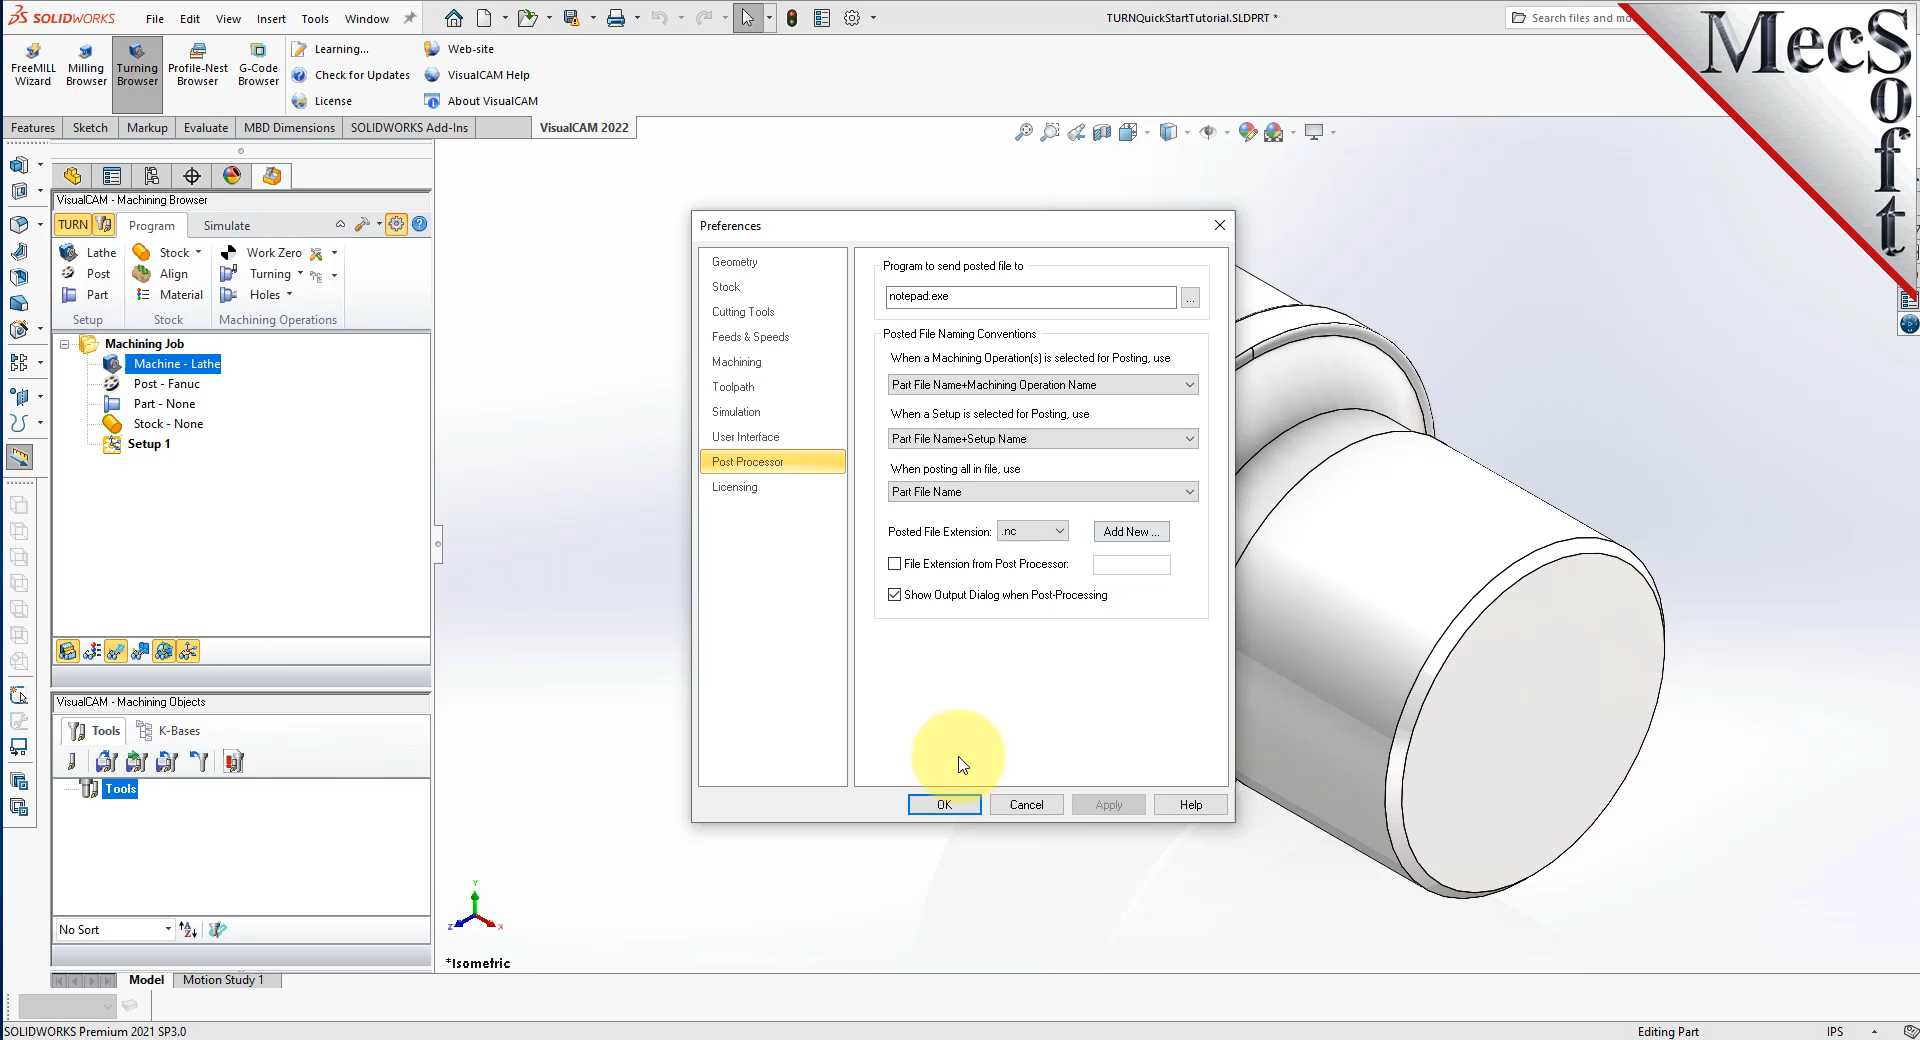 SOLIDWORKS File Edit View Insert Tools Window
TURNQuickStartTutorial.SLDPRT *
Search files and mo
MecSoft
FreeMILL Wizard
Milling Browser
Turning Browser
Profile-Nest Browser
G-Code Browser
Learning...
Check for Updates
License
Web-site
VisualCAM Help
About VisualCAM
Features Sketch Markup Evaluate MBD Dimensions SOLIDWORKS Add-Ins VisualCAM 2022
VisualCAM - Machining Browser
TURN Program Simulate
Lathe Stock Work Zero
Post Align Turning
Part Material Holes
Setup Stock Machining Operations
Machining Job
Machine - Lathe
Post - Fanuc
Part - None
Stock - None
Setup 1
VisualCAM - Machining Objects
Tools K-Bases
Tools
No Sort
Preferences
Geometry
Stock
Cutting Tools
Feeds & Speeds
Machining
Toolpath
Simulation
User Interface
Post Processor
Licensing
Program to send posted file to
notepad.exe
...
Posted File Naming Conventions
When a Machining Operation(s) is selected for Posting, use
Part File Name+Machining Operation Name
When a Setup is selected for Posting, use
Part File Name+Setup Name
When posting all in file, use
Part File Name
Posted File Extension: .nc Add New ...
File Extension from Post Processor:
Show Output Dialog when Post-Processing
OK Cancel Apply Help
Y
Z X
*Isometric
Model Motion Study 1
SOLIDWORKS Premium 2021 SP3.0
Editing Part IPS